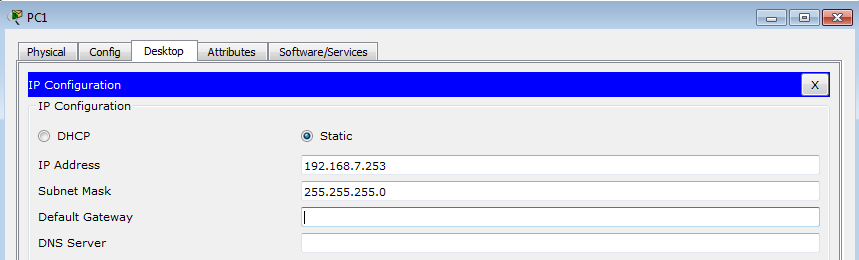 PC1
Physical Config Desktop Attributes Software/Services
IP Configuration X
IP Configuration
DHCP Static
IP Address 192.168.7.253
Subnet Mask 255.255.255.0
Default Gateway
DNS Server